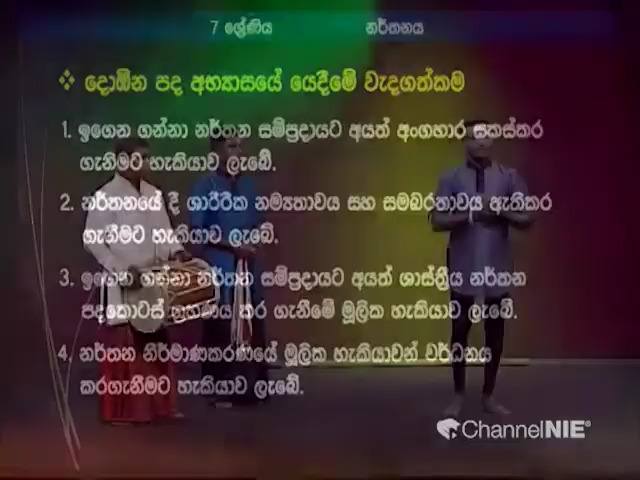 7 ශ්‍රේණිය නර්තනය
❖ දොඹින පද අභ්‍යාසයේ යෙදීමේ වැදගත්කම
1. ඉගෙන ගන්නා නර්තන සම්ප්‍රදායට අයත් අංගහාර සකස්කර
ගැනීමට හැකියාව ලැබේ.
2. නර්තනයේ දී ශාරීරික නම්‍යතාවය සහ සමබරතාවය ඇතිකර
ගැනීමට හැකියාව ලැබේ.
3. ඉගෙන ගන්නා නර්තන සම්ප්‍රදායට අයත් ශාස්ත්‍රීය නර්තන
පදකොටස් ග්‍රහණය කර ගැනීමේ මූලික හැකියාව ලැබේ.
4. නර්තන නිර්මාණකරණයේ මූලික හැකියාවන් වර්ධනය
කරගැනීමට හැකියාව ලැබේ.
ChannelNIE®